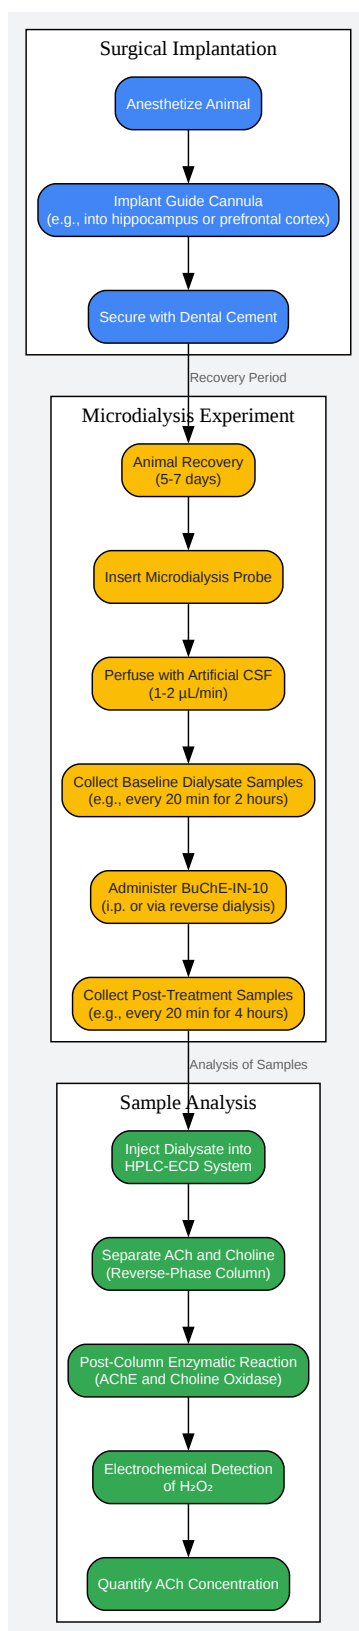 Surgical Implantation
Anesthetize Animal
Implant Guide Cannula
(e.g., into hippocampus or prefrontal cortex)
Secure with Dental Cement
Recovery Period
Microdialysis Experiment
Animal Recovery
(5-7 days)
Insert Microdialysis Probe
Perfuse with Artificial CSF
(1-2 µL/min)
Collect Baseline Dialysate Samples
(e.g., every 20 min for 2 hours)
Administer BuChE-IN-10
(i.p. or via reverse dialysis)
Collect Post-Treatment Samples
(e.g., every 20 min for 4 hours)
Analysis of Samples
Sample Analysis
Inject Dialysate into
HPLC-ECD System
Separate ACh and Choline
(Reverse-Phase Column)
Post-Column Enzymatic Reaction
(AChE and Choline Oxidase)
Electrochemical Detection
of H₂O₂
Quantify ACh Concentration